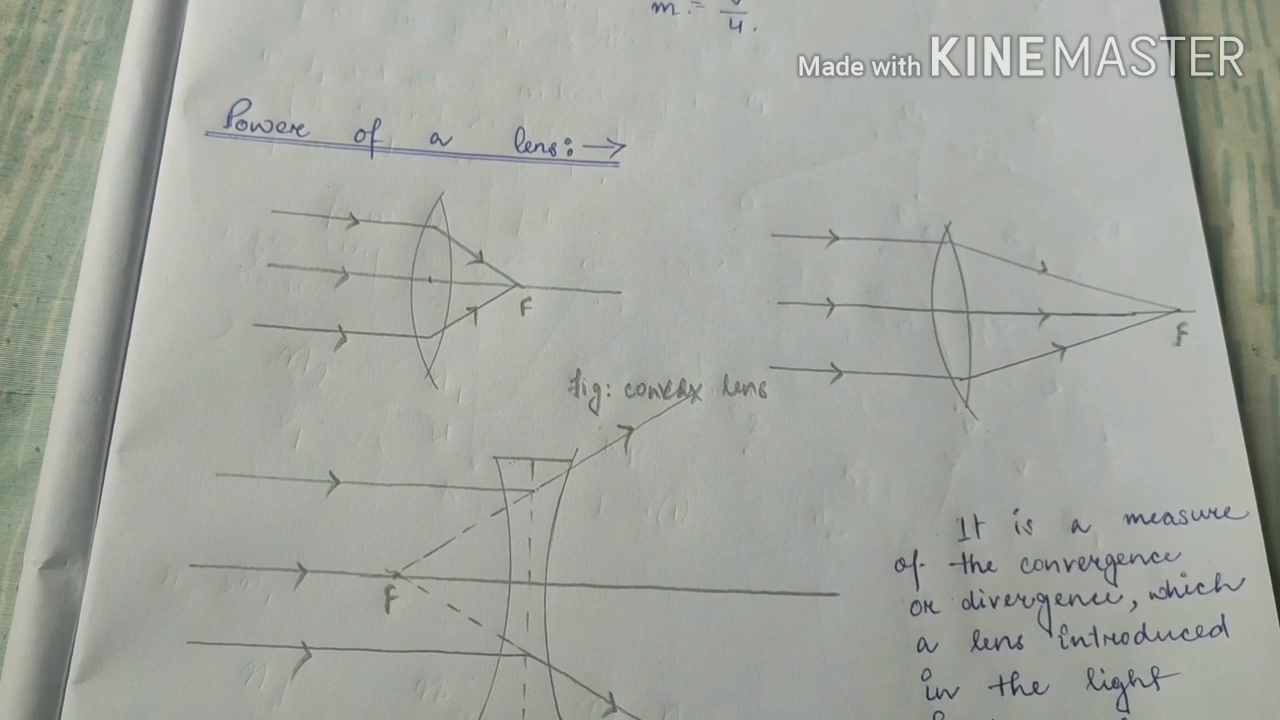 m =
4.
Made with KINEMASTER
Power of a lens: →
F
F
fig: convex lens
F
It is a measure
of the convergence
or divergence, which
a lens introduced
in the light